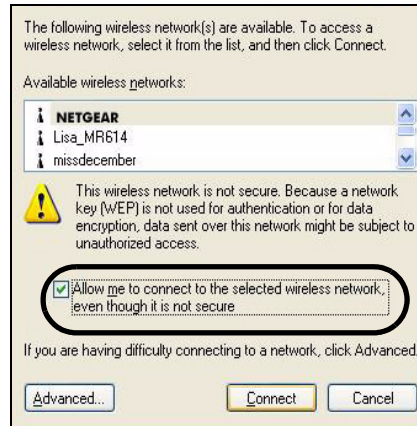 The following wireless network(s) are available. To access a
wireless network, select it from the list, and then click Connect.
Available wireless networks:
NETGEAR
Lisa_MR614
missdecember
This wireless network is not secure. Because a network
key (WEP) is not used for authentication or for data
encryption, data sent over this network might be subject to
unauthorized access.
Allow me to connect to the selected wireless network,
even though it is not secure
If you are having difficulty connecting to a network, click Advanced.
Advanced...
Connect
Cancel